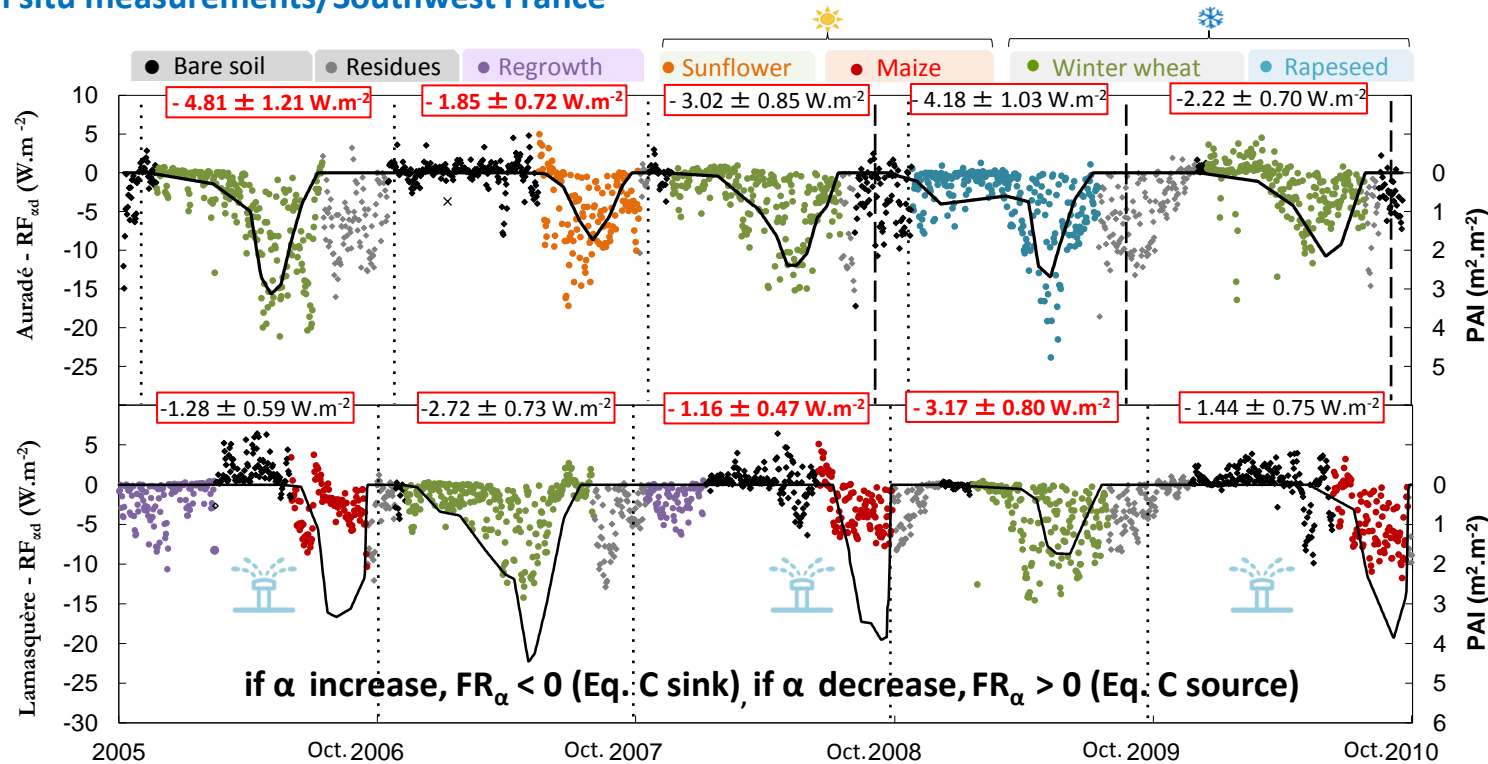 situ measurements/Southwest France
Bare soil
Residues
Regrowth
Sunflower
Maize
Winter wheat
Rapeseed
- 4.81 ± 1.21 W.m-2
- 1.85 ± 0.72 W.m-2
- 3.02 ± 0.85 W.m-2
-4.18 ± 1.03 W.m-2
-2.22 ± 0.70 W.m-2
Auradé - RFαd (W.m -2)
10
5
0
-5
-10
-15
-20
-25
0
1
2
3
4
5
PAI (m2.m-2)
-1.28 ± 0.59 W.m-2
-2.72 ± 0.73 W.m-2
- 1.16 ± 0.47 W.m-2
- 3.17 ± 0.80 W.m-2
- 1.44 ± 0.75 W.m-2
Lamasquère - RFαd (W.m-2)
5
0
-5
-10
-15
-20
-25
-30
0
1
2
3
4
5
6
PAI (m2.m-2)
if α increase, FRα < 0 (Eq. C sink), if α decrease, FRα > 0 (Eq. C source)
2005
Oct. 2006
Oct. 2007
Oct. 2008
Oct. 2009
Oct. 2010